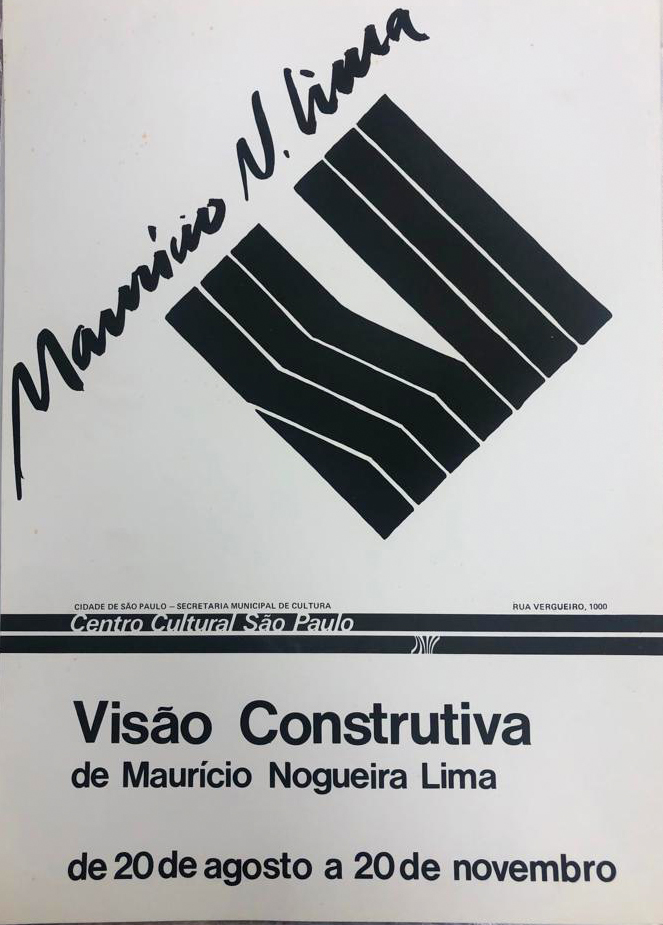 Maurício N. Lima
CIDADE DE SÃO PAULO – SECRETARIA MUNICIPAL DE CULTURA
RUA VERGUEIRO, 1000
Centro Cultural São Paulo
Visão Construtiva
de Maurício Nogueira Lima
de 20 de agosto a 20 de novembro